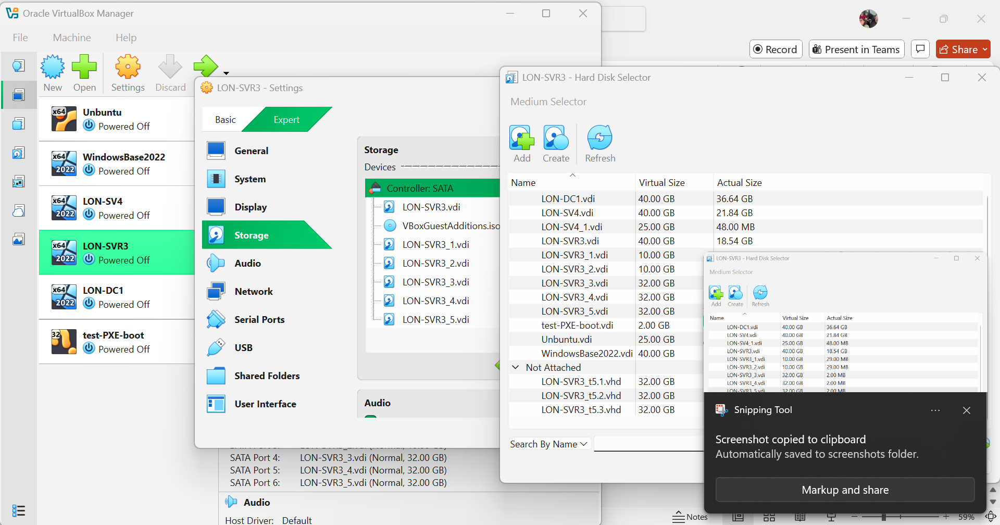 Oracle VirtualBox Manager
File Machine Help
New Open Settings Discard
x64 Unbuntu
Powered Off
x64 2022 WindowsBase2022
Powered Off
x64 2022 LON-SV4
Powered Off
x64 2022 LON-SVR3
Powered Off
x64 2022 LON-DC1
Powered Off
32 test-PXE-boot
Powered Off
LON-SVR3 - Settings
Basic Expert
General
System
Display
Storage
Audio
Network
Serial Ports
USB
Shared Folders
User Interface
Storage
Devices
Controller: SATA
LON-SVR3.vdi
VBoxGuestAdditions.iso
LON-SVR3_1.vdi
LON-SVR3_2.vdi
LON-SVR3_3.vdi
LON-SVR3_4.vdi
LON-SVR3_5.vdi
Audio
SATA Port 4: LON-SVR3_3.vdi (Normal, 32.00 GB)
SATA Port 5: LON-SVR3_4.vdi (Normal, 32.00 GB)
SATA Port 6: LON-SVR3_5.vdi (Normal, 32.00 GB)
Audio
Host Driver: Default
Record Present in Teams Share
LON-SVR3 - Hard Disk Selector
Medium Selector
Add Create Refresh
Name Virtual Size Actual Size
LON-DC1.vdi 40.00 GB 36.64 GB
LON-SV4.vdi 40.00 GB 21.84 GB
LON-SV4_1.vdi 25.00 GB 48.00 MB
LON-SVR3.vdi 40.00 GB 18.54 GB
LON-SVR3_1.vdi 10.00 GB
LON-SVR3_2.vdi 10.00 GB
LON-SVR3_3.vdi 32.00 GB
LON-SVR3_4.vdi 32.00 GB
LON-SVR3_5.vdi 32.00 GB
test-PXE-boot.vdi 2.00 GB
Unbuntu.vdi 25.00 GB
WindowsBase2022.vdi 40.00 GB
Not Attached
LON-SVR3_t5.1.vhd 32.00 GB
LON-SVR3_t5.2.vhd 32.00 GB
LON-SVR3_t5.3.vhd 32.00 GB
Search By Name
LON-SVR3 - Hard Disk Selector
Medium Selector
Add Create Refresh
Name Virtual Size Actual Size
LON-DC1.vdi 40.00 GB 36.64 GB
LON-SV4.vdi 40.00 GB 21.84 GB
LON-SV4_1.vdi 25.00 GB 48.00 MB
LON-SVR3.vdi 40.00 GB 18.54 GB
LON-SVR3_1.vdi 10.00 GB 29.00 MB
LON-SVR3_2.vdi 10.00 GB 29.00 MB
LON-SVR3_3.vdi 32.00 GB 2.00 MB
LON-SVR3_4.vdi 32.00 GB 2.00 MB
LON-SVR3_5.vdi 32.00 GB 2.00 MB
Snipping Tool
Screenshot copied to clipboard
Automatically saved to screenshots folder.
Markup and share
Notes 59%